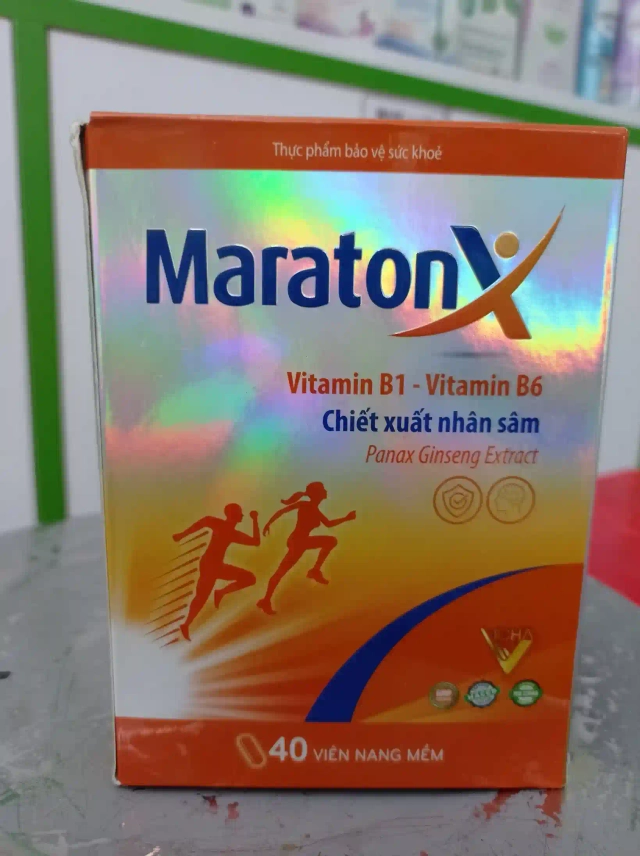 Thực phẩm bảo vệ sức khoẻ
MaratonX
Vitamin B1 - Vitamin B6
Chiết xuất nhân sâm
Panax Ginseng Extract
40 VIÊN NANG MỀM